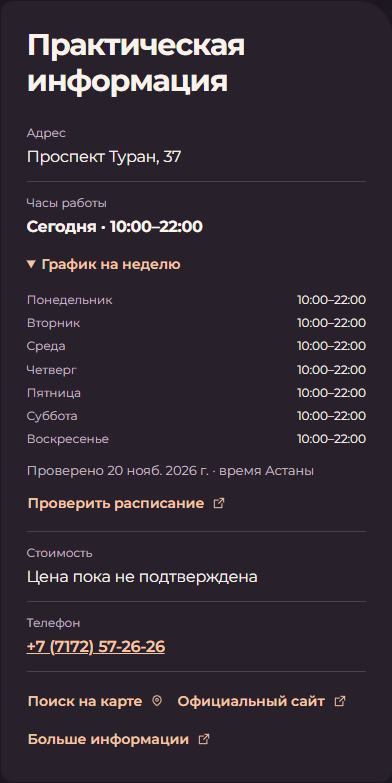 Практическая
информация
Адрес
Проспект Туран, 37
Часы работы
Сегодня · 10:00–22:00
▼ График на неделю
Понедельник 10:00–22:00
Вторник 10:00–22:00
Среда 10:00–22:00
Четверг 10:00–22:00
Пятница 10:00–22:00
Суббота 10:00–22:00
Воскресенье 10:00–22:00
Проверено 20 нояб. 2026 г. · время Астаны
Проверить расписание
Стоимость
Цена пока не подтверждена
Телефон
+7 (7172) 57-26-26
Поиск на карте Официальный сайт
Больше информации